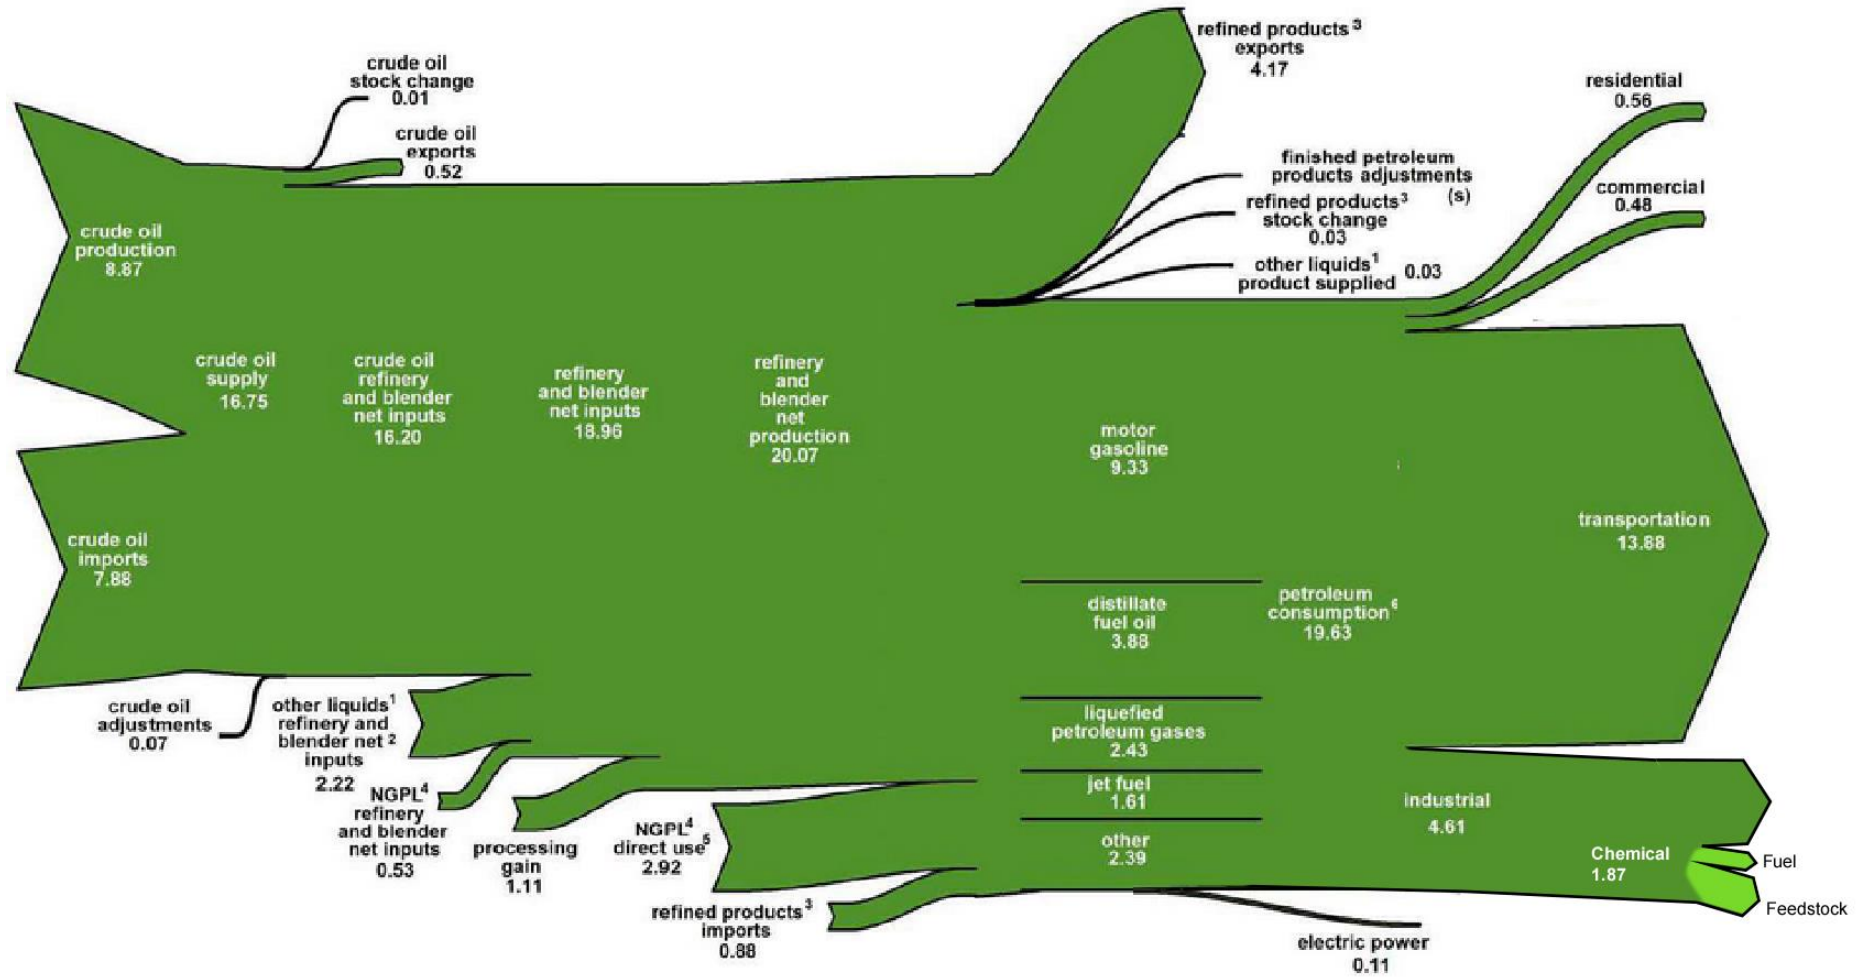 crude oil
stock change
0.01
crude oil
exports
0.52
refined products³
exports
4.17
residential
0.56
finished petroleum
products adjustments
(s)
refined products³
stock change
0.03
other liquids¹
product supplied
0.03
commercial
0.48
crude oil
production
8.87
crude oil
supply
16.75
crude oil
refinery
and blender
net inputs
16.20
refinery
and blender
net inputs
18.96
refinery
and
blender
net
production
20.07
motor
gasoline
9.33
transportation
13.88
crude oil
imports
7.88
distillate
fuel oil
3.88
petroleum
consumption⁶
19.63
crude oil
adjustments
0.07
other liquids¹
refinery and
blender net ²
inputs
2.22
NGPL⁴
refinery
and blender
net inputs
0.53
processing
gain
1.11
NGPL⁴
direct use⁵
2.92
refined products³
imports
0.88
liquefied
petroleum gases
2.43
jet fuel
1.61
other
2.39
industrial
4.61
Chemical
1.87
Fuel
Feedstock
electric power
0.11